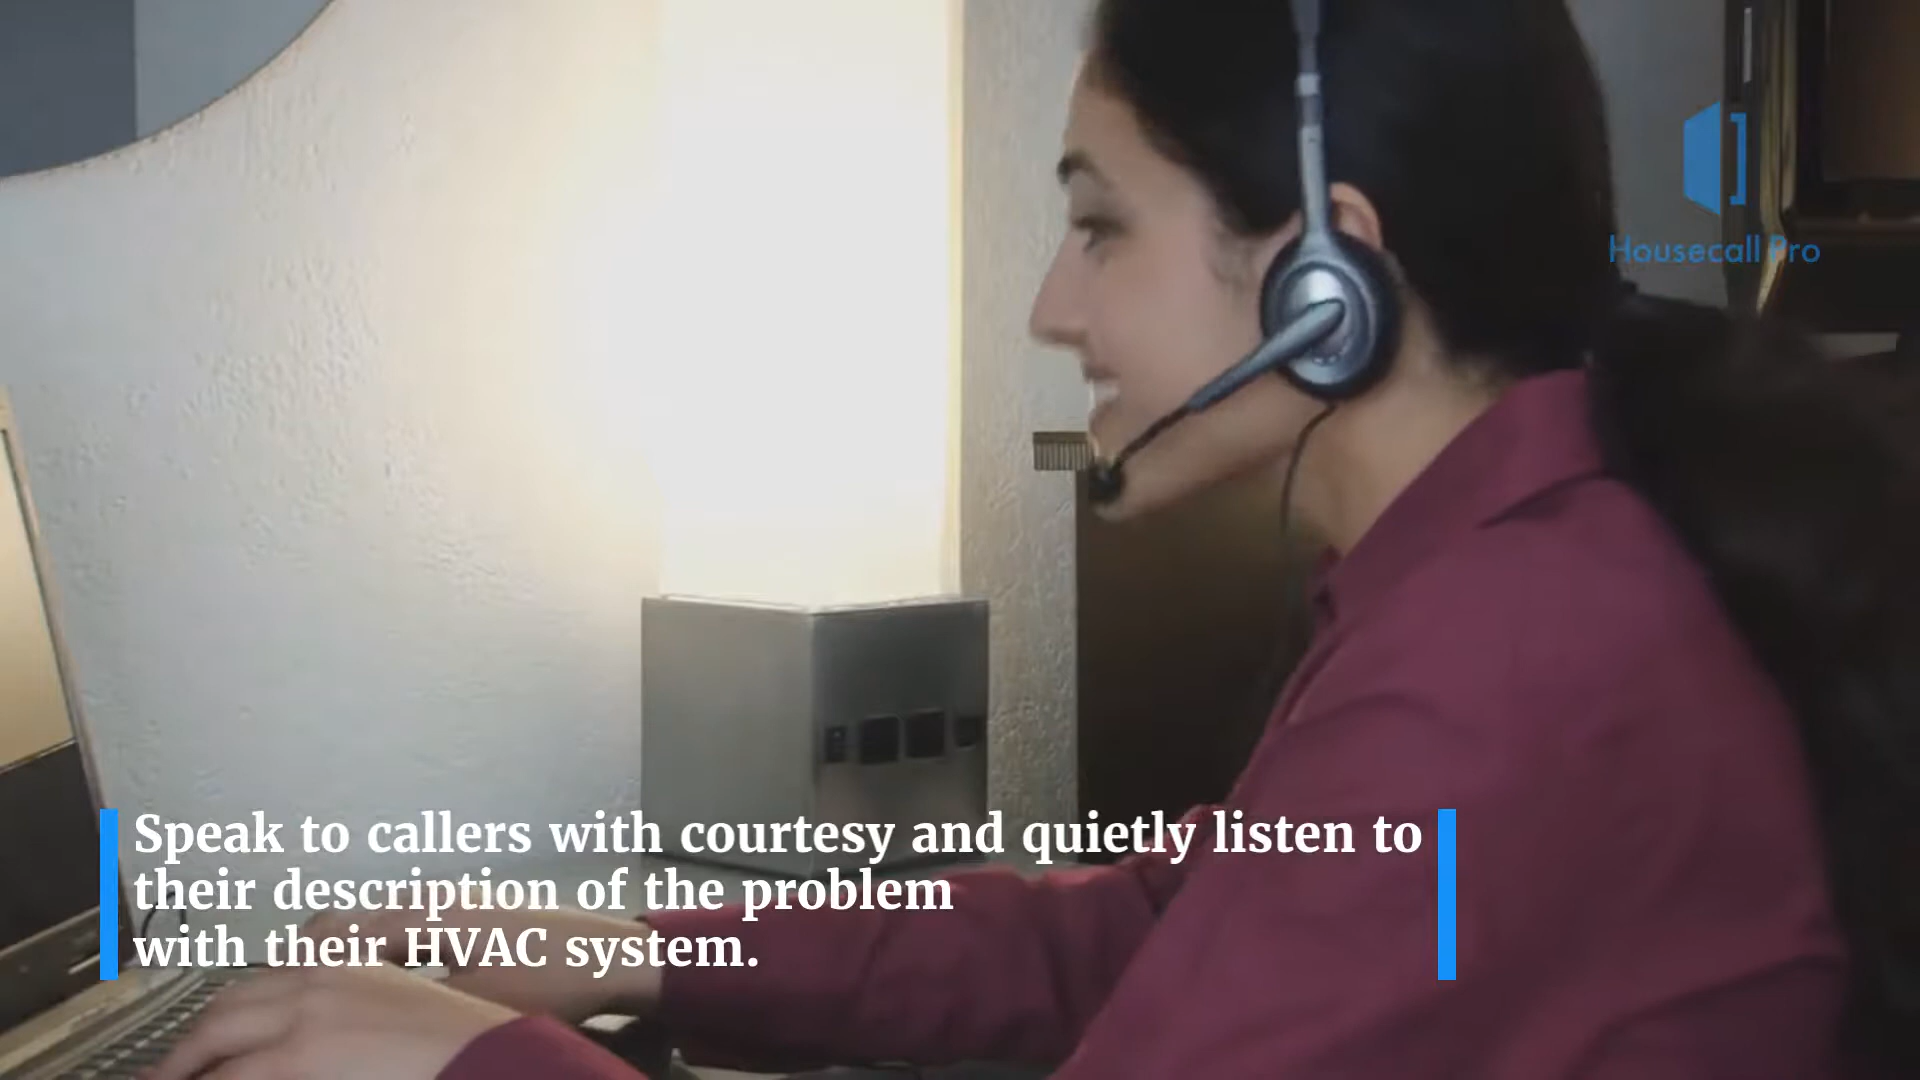 Housecall Pro
Speak to callers with courtesy and quietly listen to
their description of the problem
with their HVAC system.